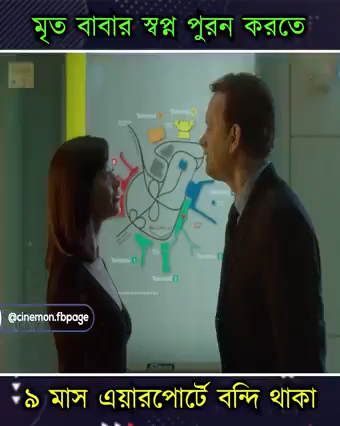 মৃত বাবার স্বপ্ন পুরন করতে
@cinemon.fbpage
৯ মাস এয়ারপোর্টে বন্দি থাকা